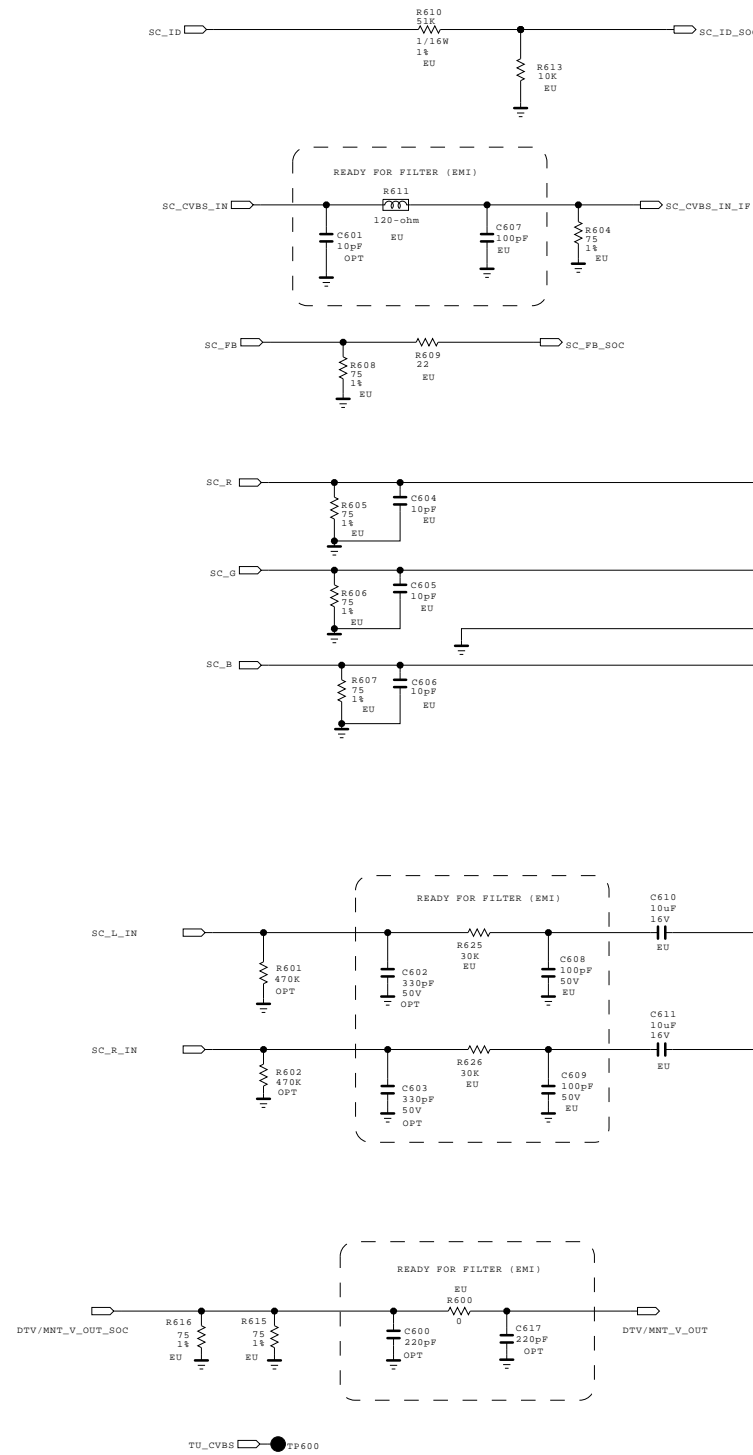 R610
51K
SC_ID
SC_ID_SOC
1/16W
1%
EU
R613
10K
EU
READY FOR FILTER (EMI)
R611
SC_CVBS_IN
SC_CVBS_IN_IF
120-ohm
EU
C601
10pF
OPT
C607
100pF
EU
R604
75
1%
EU
SC_FB
SC_FB_SOC
R609
22
EU
R608
75
1%
EU
SC_R
R605
75
1%
EU
C604
10pF
EU
SC_G
R606
75
1%
EU
C605
10pF
EU
SC_B
R607
75
1%
EU
C606
10pF
EU
READY FOR FILTER (EMI)
C610
10uF
16V
EU
SC_L_IN
R625
30K
EU
R601
470K
OPT
C602
330pF
50V
OPT
C608
100pF
50V
EU
C611
10uF
16V
EU
SC_R_IN
R626
30K
EU
R602
470K
OPT
C603
330pF
50V
OPT
C609
100pF
50V
EU
READY FOR FILTER (EMI)
EU
R600
0
DTV/MNT_V_OUT_SOC
R616
75
1%
EU
R615
75
1%
EU
C600
220pF
OPT
C617
220pF
OPT
DTV/MNT_V_OUT
TU_CVBS
TP600